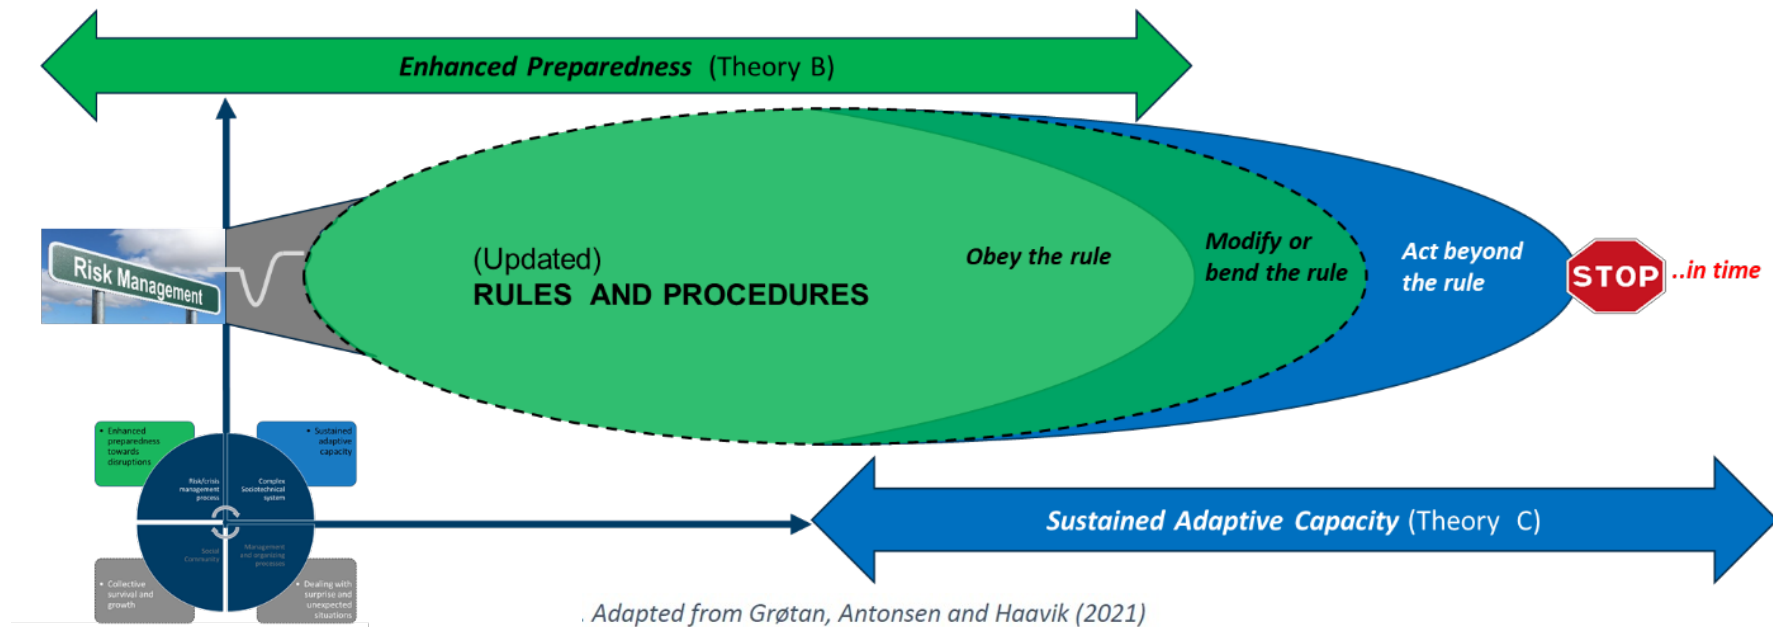 Enhanced Preparedness (Theory B)
Risk Management
(Updated)
RULES AND PROCEDURES
Obey the rule
Modify or
bend the rule
Act beyond
the rule
STOP
..in time
• Enhanced
preparedness
towards
disruptions
• Sustained
adaptive
capacity
Risk/crisis
management
process
Complex
Sociotechnical
system
Social
Community
Management
and organizing
processes
• Collective
survival and
growth
• Dealing with
surprise and
unexpected
situations
Sustained Adaptive Capacity (Theory C)
. Adapted from Grøtan, Antonsen and Haavik (2021)